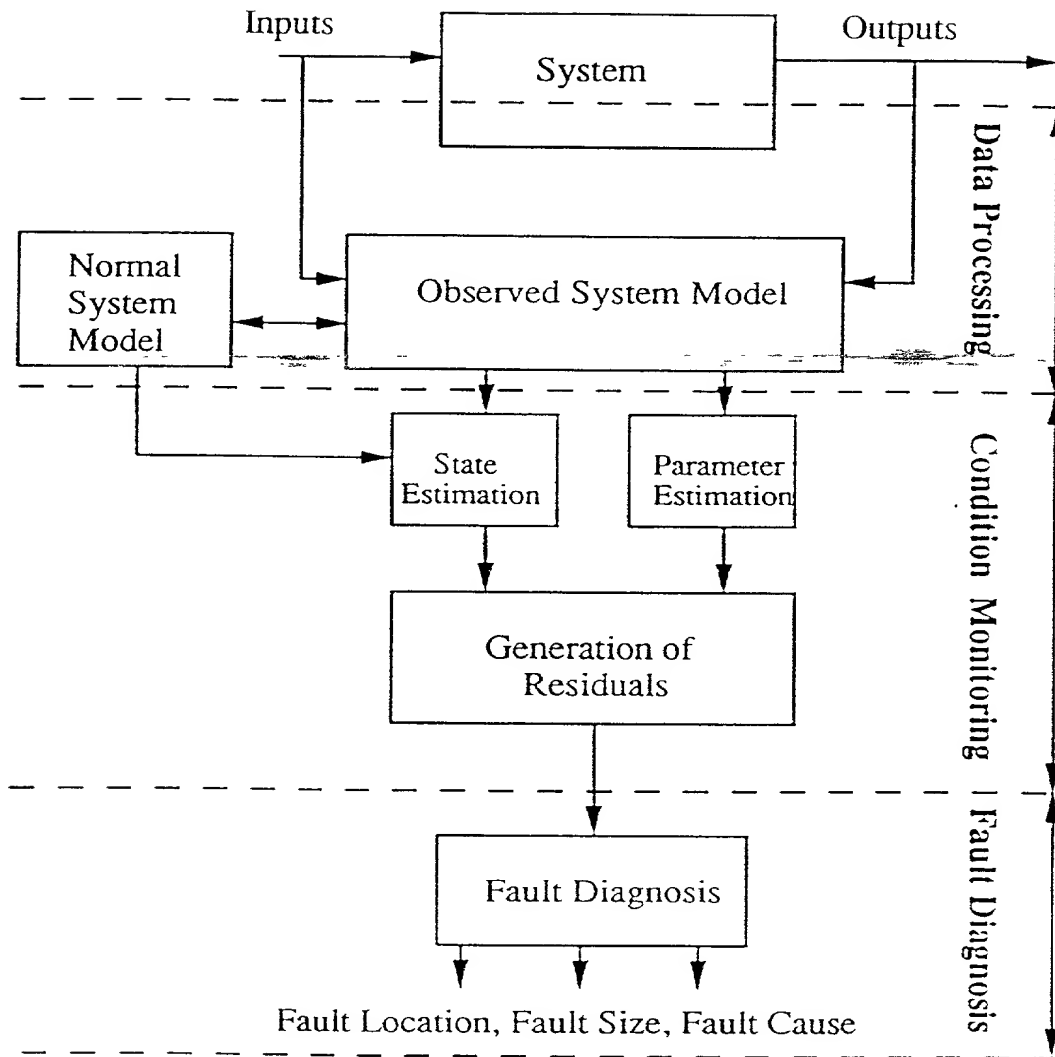 Inputs
Outputs
System
Data Processing
Normal
System
Model
Observed System Model
State
Estimation
Parameter
Estimation
Condition Monitoring
Generation of
Residuals
Fault Diagnosis
Fault Diagnosis
Fault Location, Fault Size, Fault Cause